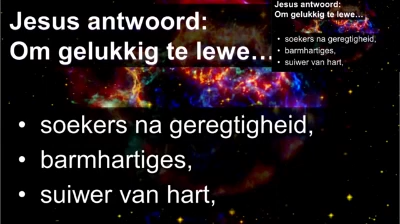 Jesus antwoord:
Om gelukkig te lewe…
• soekers na geregtigheid,
• barmhartiges,
• suiwer van hart,
Jesus antwoord:
Om gelukkig te lewe…
• soekers na geregtigheid,
• barmhartiges,
• suiwer van hart,